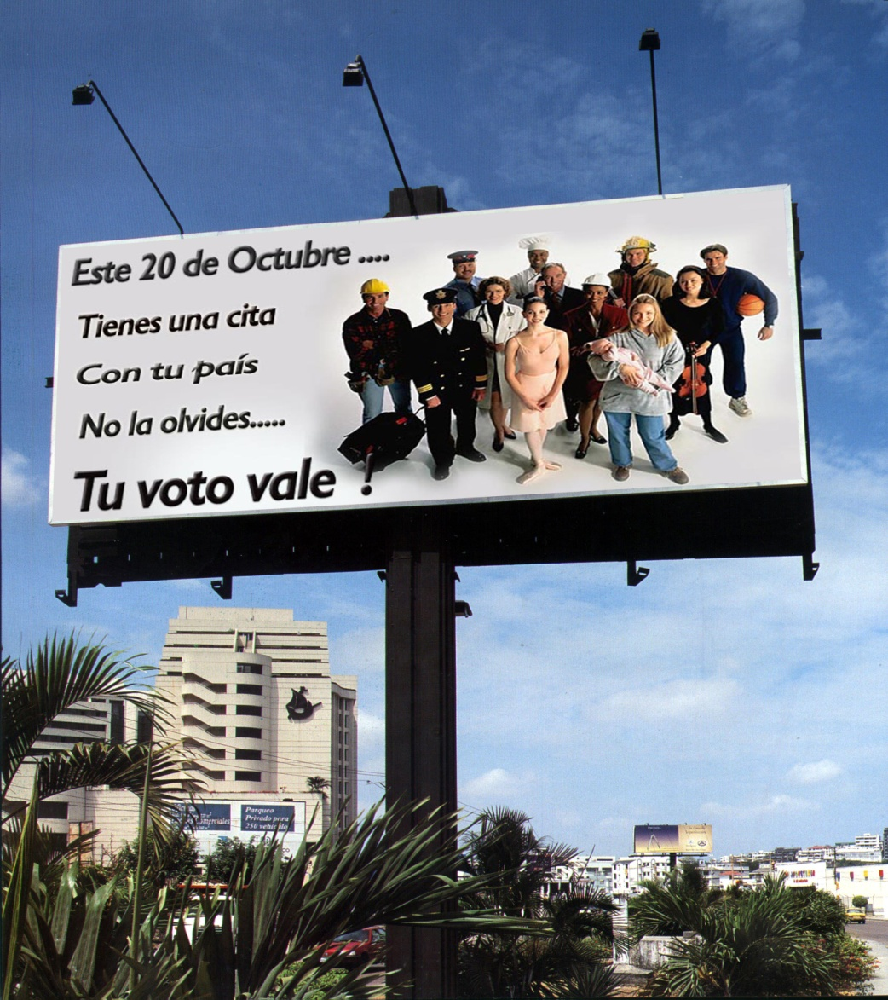 Este 20 de Octubre ....
Tienes una cita
Con tu país
No la olvides.....
Tu voto vale !
Parqueo
Privado para
250 vehículos